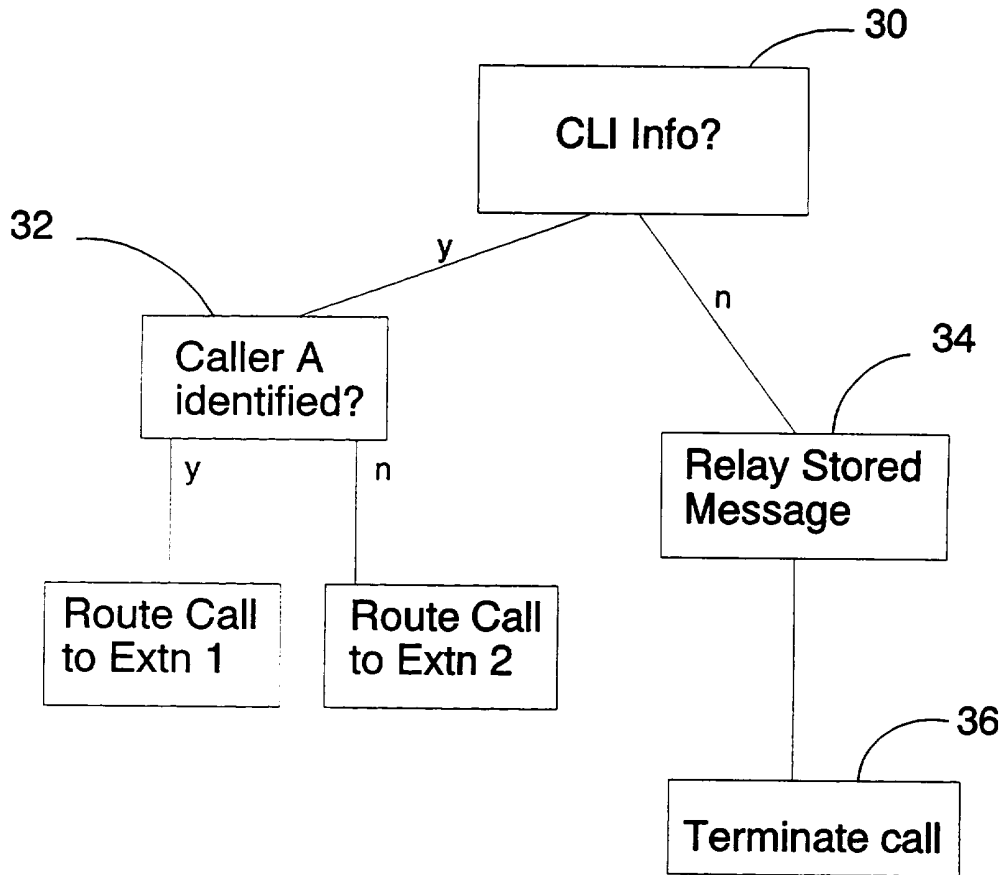 30
CLI Info?
32
y
n
Caller A
identified?
34
y
n
Relay Stored
Message
Route Call
to Extn 1
Route Call
to Extn 2
36
Terminate call